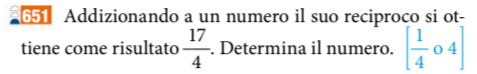 651 Addizionando a un numero il suo reciproco si ot-
tiene come risultato 17/4. Determina il numero. [1/4 o 4]